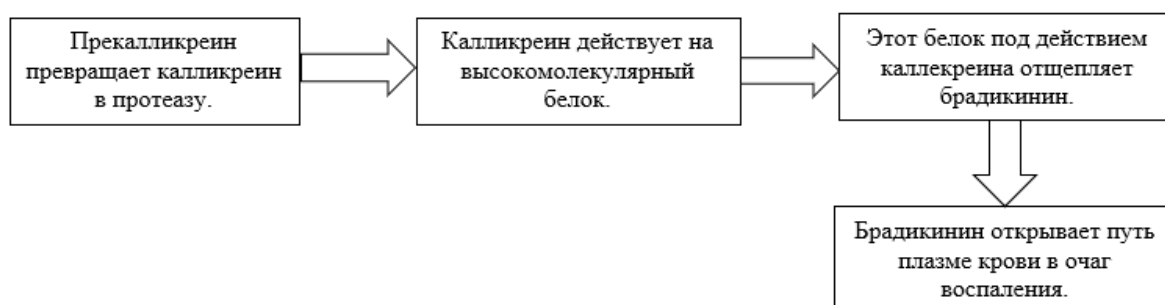 Прекалликреин
превращает калликреин
в протеазу.
Калликреин действует на
высокомолекулярный
белок.
Этот белок под действием
каллекреина отщепляет
брадикинин.
Брадикинин открывает путь
плазме крови в очаг
воспаления.